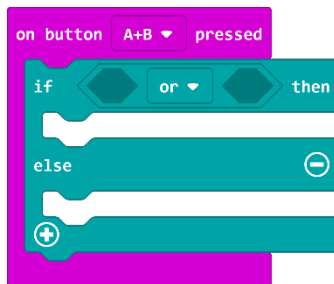 on button A+B pressed
if or then
else